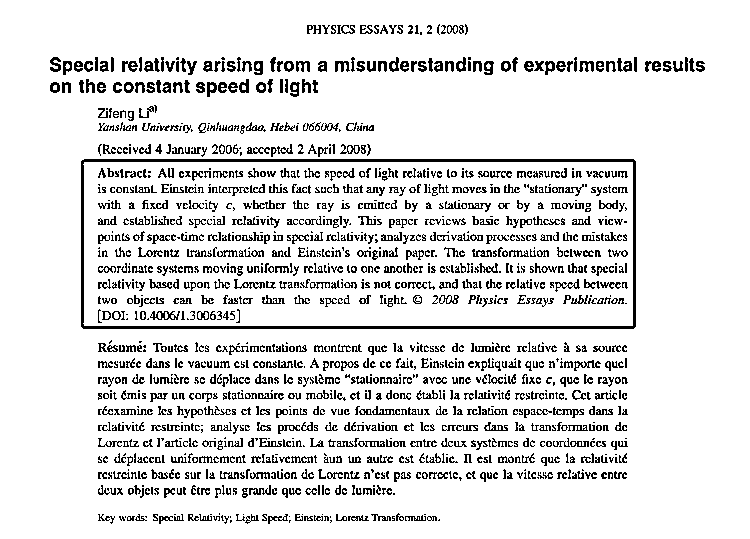 PHYSICS ESSAYS 21, 2 (2008)
Special relativity arising from a misunderstanding of experimental results
on the constant speed of light
Zifeng Li a)
Yanshan University, Qinhuangdao, Hebei 066004, China
(Received 4 January 2006; accepted 2 April 2008)
Abstract: All experiments show that the speed of light relative to its source measured in vacuum
is constant. Einstein interpreted this fact such that any ray of light moves in the “stationary” system
with a fixed velocity c, whether the ray is emitted by a stationary or by a moving body,
and established special relativity accordingly. This paper reviews basic hypotheses and view-
points of space-time relationship in special relativity; analyzes derivation processes and the mistakes
in the Lorentz transformation and Einstein's original paper. The transformation between two
coordinate systems moving uniformly relative to one another is established. It is shown that special
relativity based upon the Lorentz transformation is not correct, and that the relative speed between
two objects can be faster than the speed of light. © 2008 Physics Essays Publication.
[DOI: 10.4006/1.3006345]
Résumé: Toutes les expérimentations montrent que la vitesse de lumière relative à sa source
mesurée dans le vacuum est constante. A propos de ce fait, Einstein expliquait que n'importe quel
rayon de lumière se déplace dans le système “stationnaire” avec une vélocité fixe c, que le rayon
soit émis par un corps stationnaire ou mobile, et il a donc établi la relativité restreinte. Cet article
réexamine les hypothèses et les points de vue fondamentaux de la relation espace-temps dans la
relativité restreinte; analyse les procéds de dérivation et les erreurs dans la transformation de
Lorentz et l'article original d'Einstein. La transformation entre deux systèmes de coordonnées qui
se déplacent uniformement relativement àun un autre est établie. Il est montré que la relativité
restreinte basée sur la transformation de Lorentz n'est pas correcte, et que la vitesse relative entre
deux objets peut être plus grande que celle de lumière.
Key words: Special Relativity; Light Speed; Einstein; Lorentz Transformation.